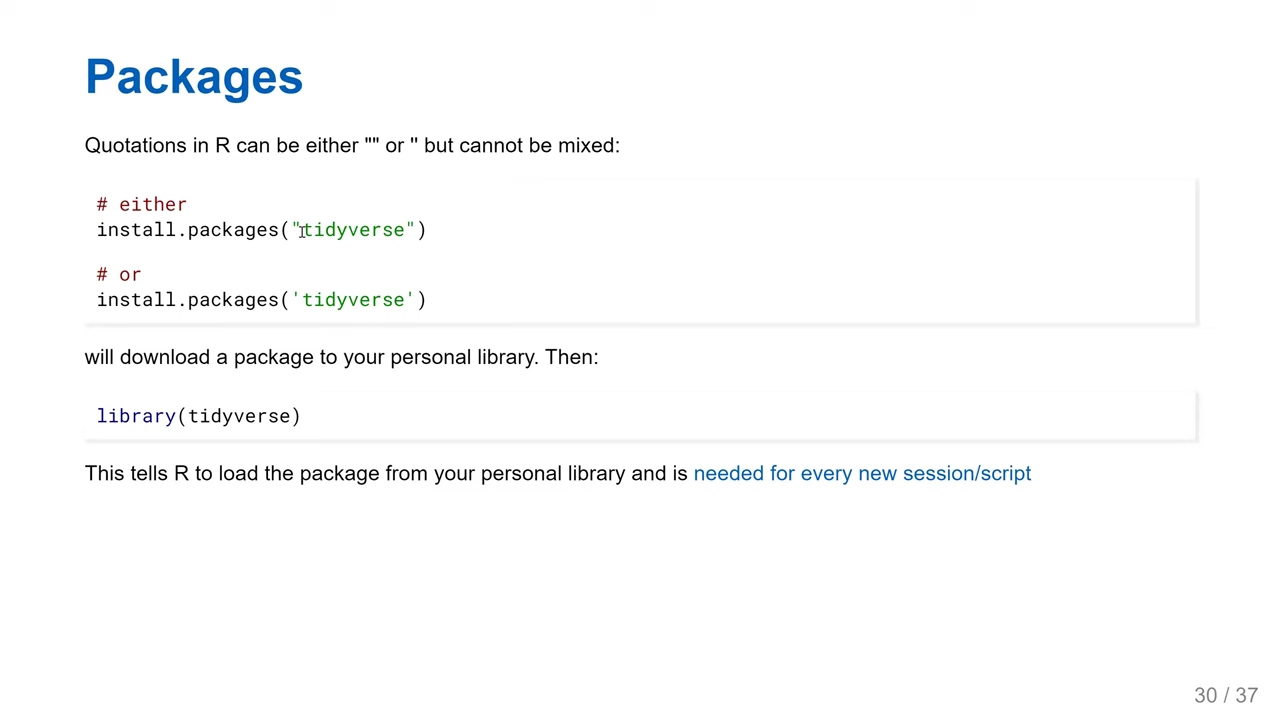 Packages
Quotations in R can be either "" or '' but cannot be mixed:
# either
install.packages("tidyverse")
# or
install.packages('tidyverse')
will download a package to your personal library. Then:
library(tidyverse)
This tells R to load the package from your personal library and is needed for every new session/script
30 / 37